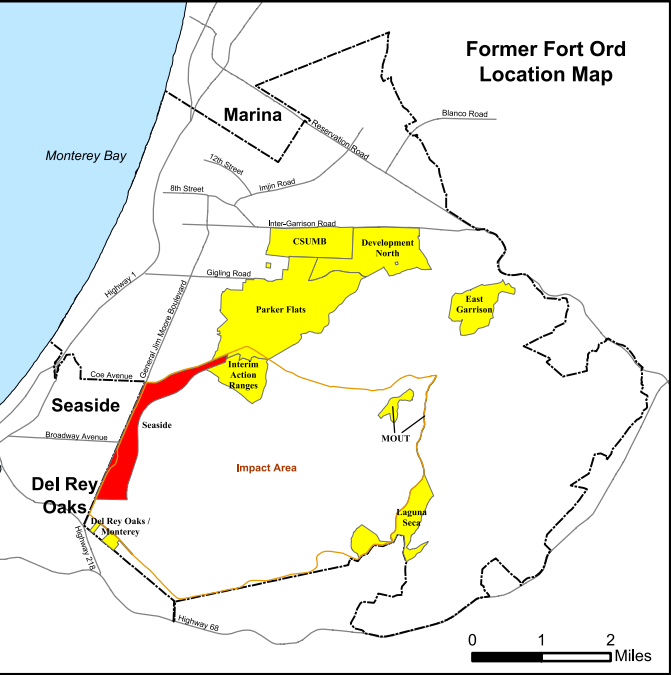 Former Fort Ord
Location Map
Marina
Blanco Road
Reservation Road
Monterey Bay
12th Street
Imjin Road
8th Street
Inter-Garrison Road
CSUMB
Development
North
Gigling Road
Highway 1
East
Garrison
General Jim Moore Boulevard
Parker Flats
Interim
Action
Ranges
Coe Avenue
Seaside
Seaside
Broadway Avenue
MOUT
Impact Area
Del Rey
Oaks
Laguna
Seca
Del Rey Oaks /
Monterey
Highway 218
Highway 68
0 1 2
Miles